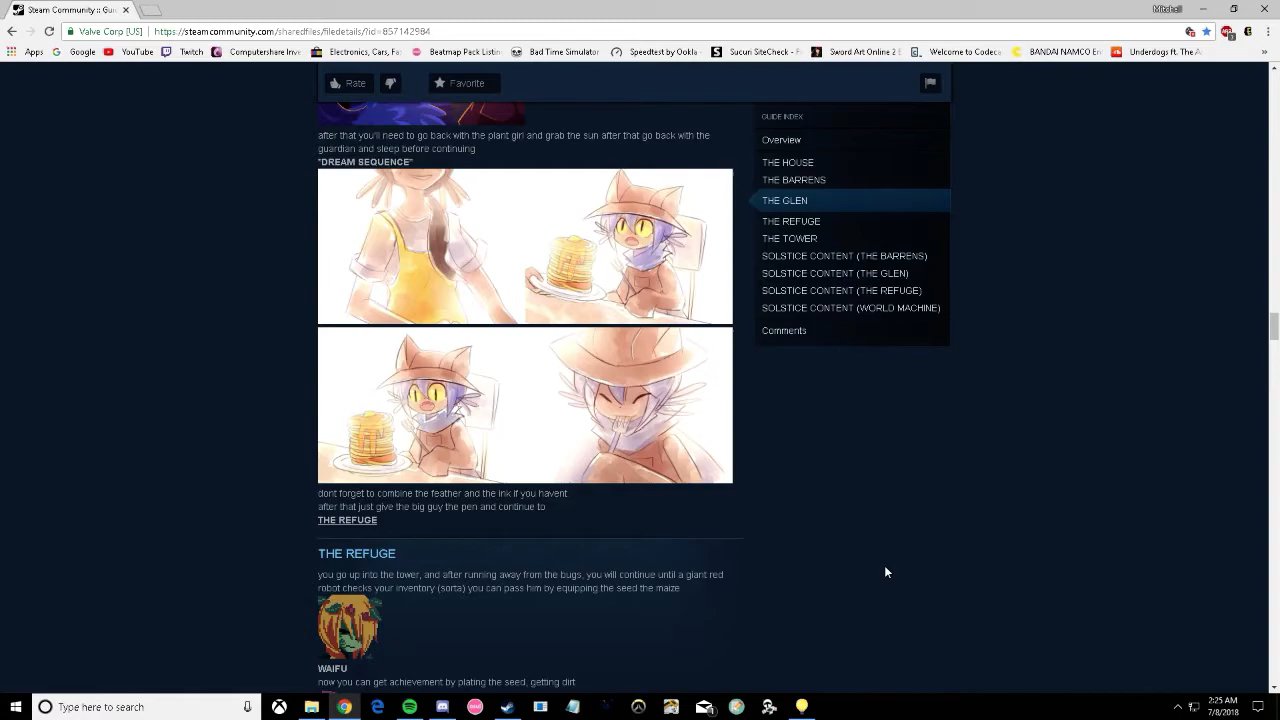 Steam Community :: Gui
Mitchell
Valve Corp [US] | https://steamcommunity.com/sharedfiles/filedetails/?id=857142984
Apps Google YouTube Twitch Computershare Inve Electronics, Cars, Fa Beatmap Pack Listing Bad Time Simulator Speedtest by Ookla - Sucuri SiteCheck - F Sword Art Online 2 E Welcome to Codeca BANDAI NAMCO En Underdogs ft. The A
Rate Favorite
GUIDE INDEX
Overview
THE HOUSE
THE BARRENS
THE GLEN
THE REFUGE
THE TOWER
SOLSTICE CONTENT (THE BARRENS)
SOLSTICE CONTENT (THE GLEN)
SOLSTICE CONTENT (THE REFUGE)
SOLSTICE CONTENT (WORLD MACHINE)
Comments
after that you'll need to go back with the plant girl and grab the sun after that go back with the
guardian and sleep before continuing
"DREAM SEQUENCE"
dont forget to combine the feather and the ink if you havent
after that just give the big guy the pen and continue to
THE REFUGE
THE REFUGE
you go up into the tower, and after running away from the bugs, you will continue until a giant red
robot checks your inventory (sorta) you can pass him by equipping the seed the maize
WAIFU
now you can get achievement by plating the seed, getting dirt
Type here to search
2:25 AM
7/8/2018